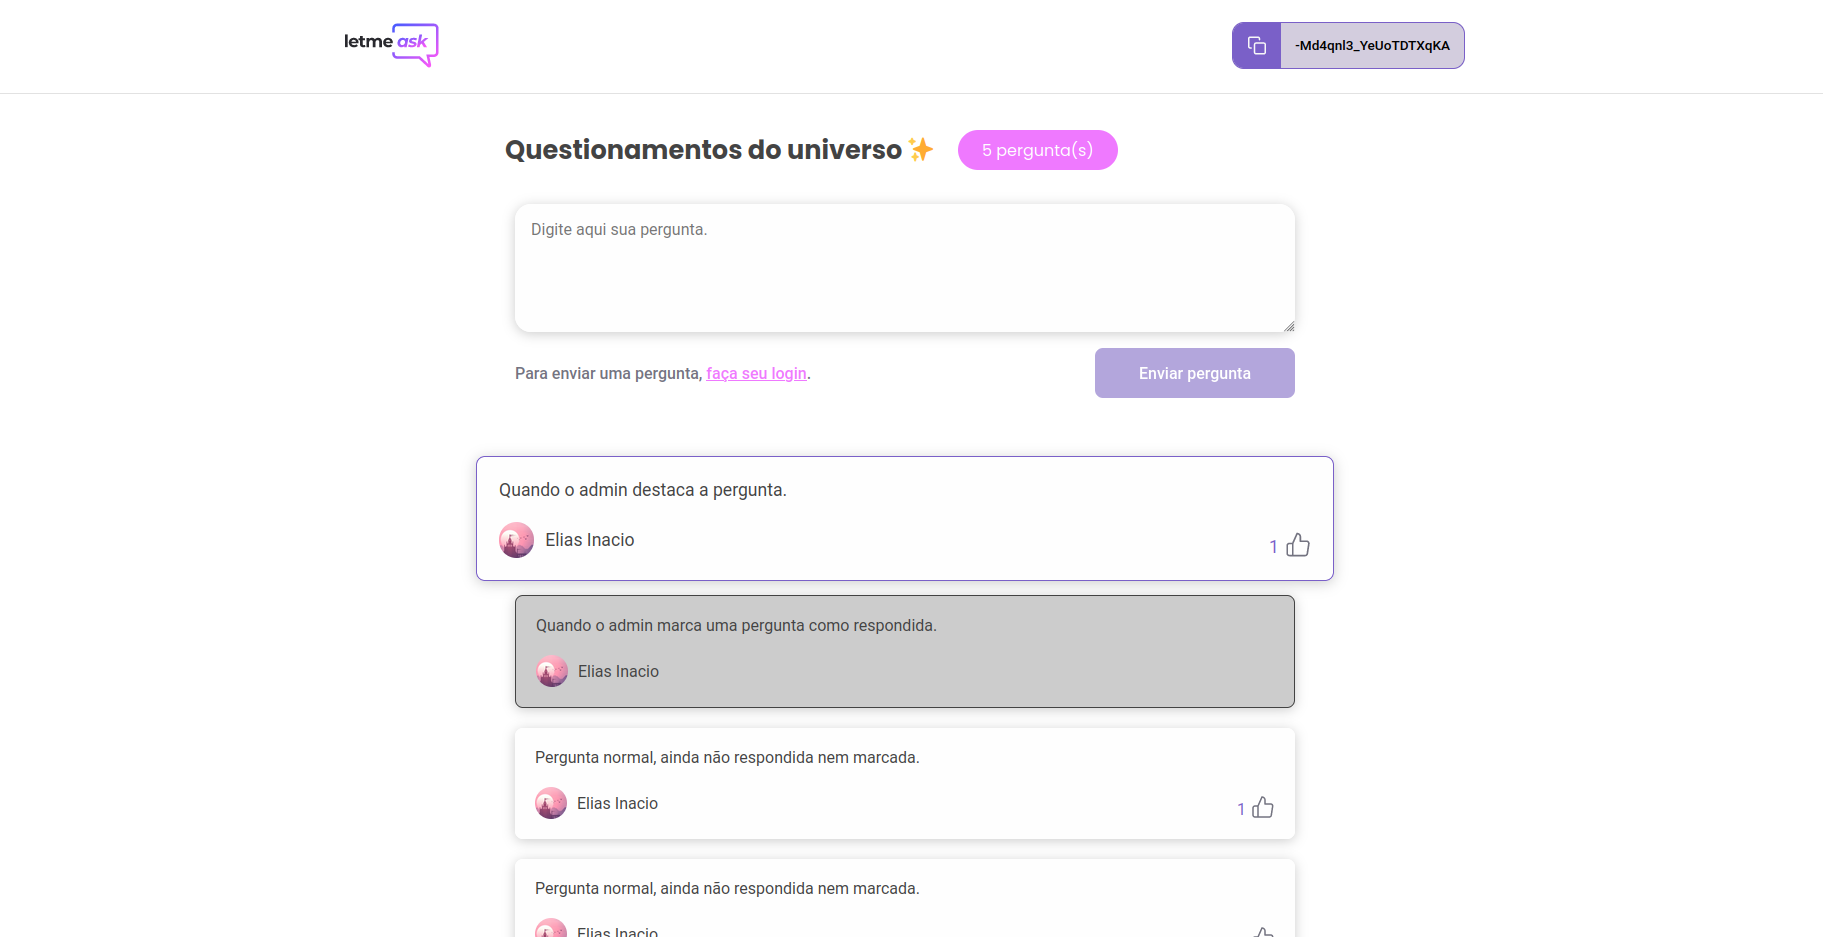 letme ask
-Md4qnl3_YeUoTDTXqKA
Questionamentos do universo ✨
5 pergunta(s)
Digite aqui sua pergunta.
Para enviar uma pergunta, faça seu login.
Enviar pergunta
Quando o admin destaca a pergunta.
Elias Inacio
1
Quando o admin marca uma pergunta como respondida.
Elias Inacio
Pergunta normal, ainda não respondida nem marcada.
Elias Inacio
1
Pergunta normal, ainda não respondida nem marcada.
Elias Inacio